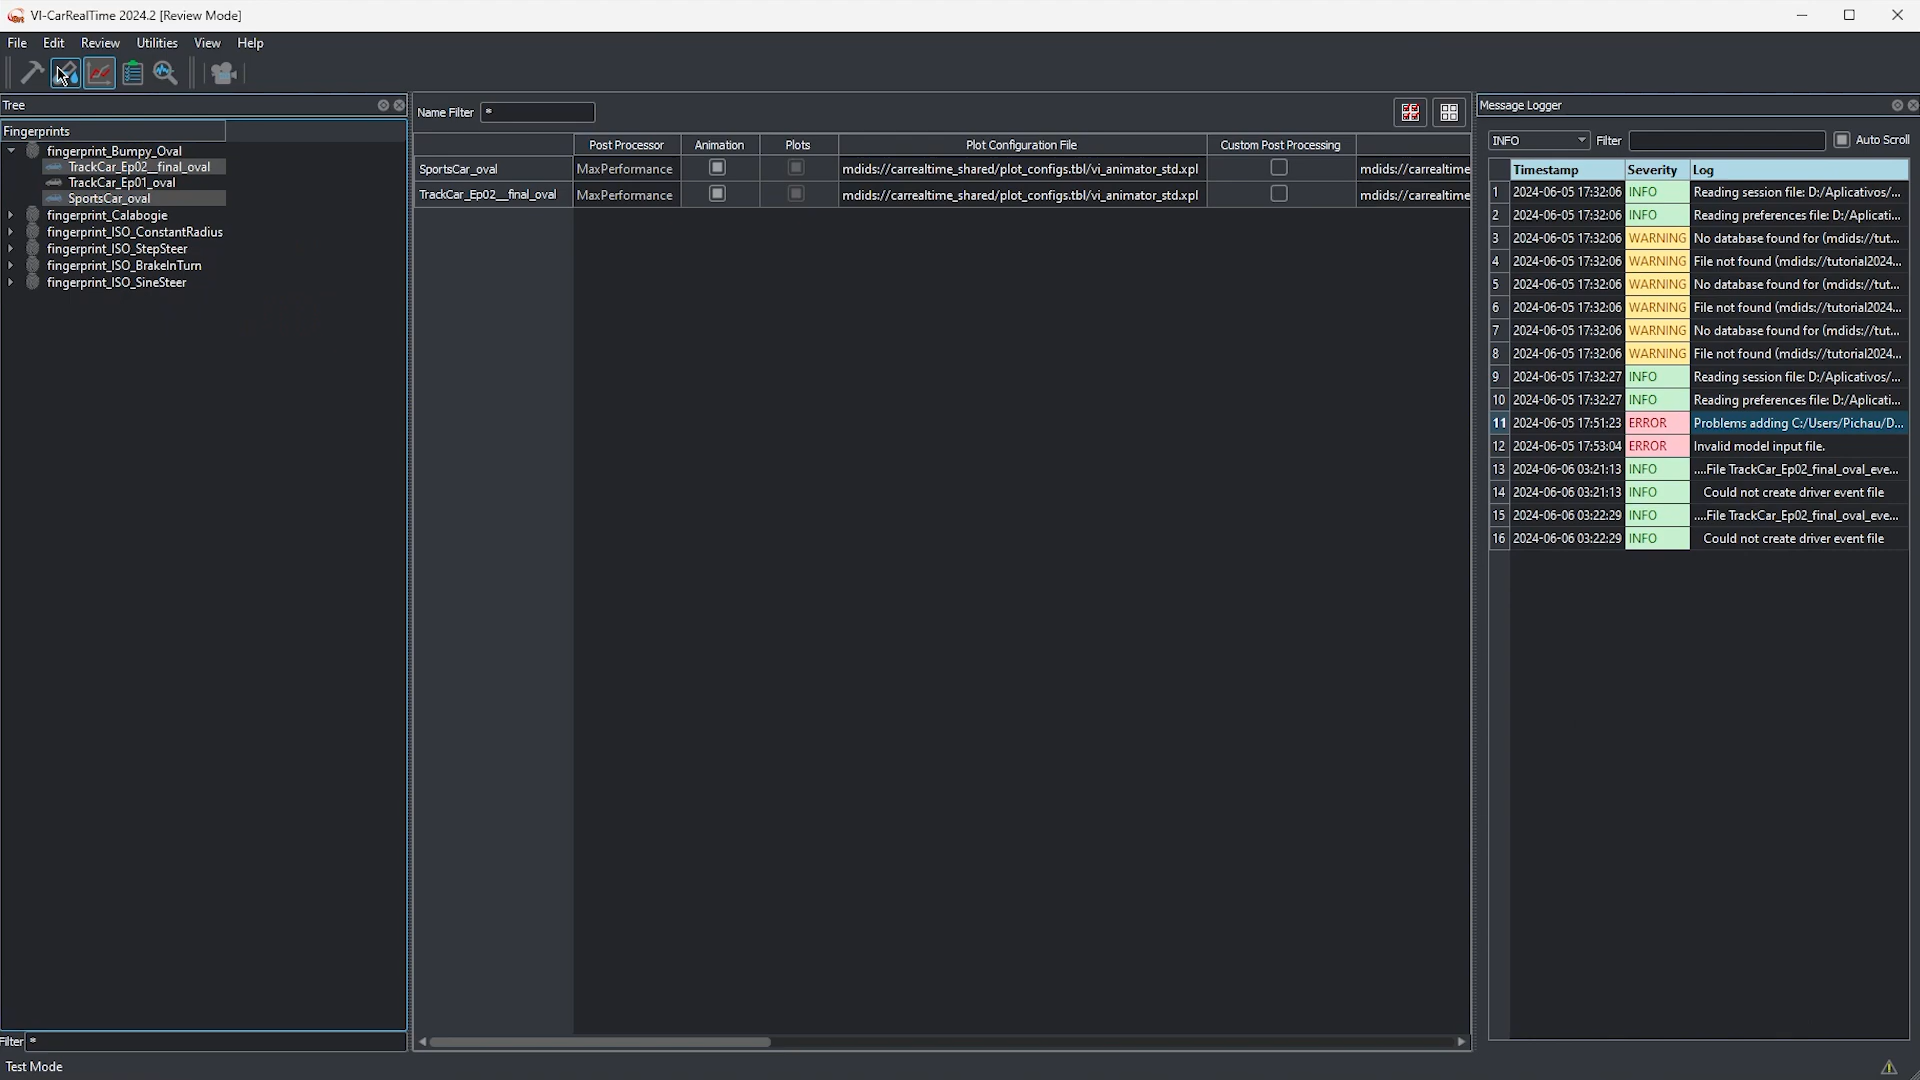 VI-CarRealTime 2024.2 [Review Mode]
File Edit Review Utilities View Help
Tree
Fingerprints
fingerprint_Bumpy_Oval
TrackCar_Ep02__final_oval
TrackCar_Ep01_oval
SportsCar_oval
fingerprint_Calabogie
fingerprint_ISO_ConstantRadius
fingerprint_ISO_StepSteer
fingerprint_ISO_BrakeInTurn
fingerprint_ISO_SineSteer
Filter *
Test Mode
Name Filter *
Post Processor Animation Plots Plot Configuration File Custom Post Processing
SportsCar_oval MaxPerformance mdids://carrealtime_shared/plot_configs.tbl/vi_animator_std.xpl mdids://carrealtime
TrackCar_Ep02__final_oval MaxPerformance mdids://carrealtime_shared/plot_configs.tbl/vi_animator_std.xpl mdids://carrealtime
Message Logger
INFO Filter Auto Scroll
Timestamp Severity Log
1 2024-06-05 17:32:06 INFO Reading session file: D:/Aplicativos/...
2 2024-06-05 17:32:06 INFO Reading preferences file: D:/Aplicati...
3 2024-06-05 17:32:06 WARNING No database found for (mdids://tut...
4 2024-06-05 17:32:06 WARNING File not found (mdids://tutorial2024...
5 2024-06-05 17:32:06 WARNING No database found for (mdids://tut...
6 2024-06-05 17:32:06 WARNING File not found (mdids://tutorial2024...
7 2024-06-05 17:32:06 WARNING No database found for (mdids://tut...
8 2024-06-05 17:32:06 WARNING File not found (mdids://tutorial2024...
9 2024-06-05 17:32:27 INFO Reading session file: D:/Aplicativos/...
10 2024-06-05 17:32:27 INFO Reading preferences file: D:/Aplicati...
11 2024-06-05 17:51:23 ERROR Problems adding C:/Users/Pichau/D...
12 2024-06-05 17:53:04 ERROR Invalid model input file.
13 2024-06-06 03:21:13 INFO ....File TrackCar_Ep02_final_oval_eve...
14 2024-06-06 03:21:13 INFO Could not create driver event file
15 2024-06-06 03:22:29 INFO ....File TrackCar_Ep02_final_oval_eve...
16 2024-06-06 03:22:29 INFO Could not create driver event file